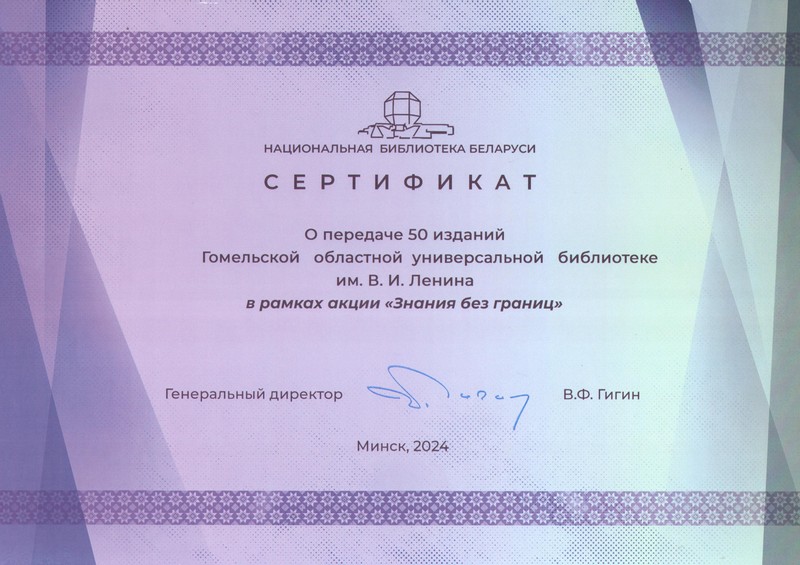 НАЦИОНАЛЬНАЯ БИБЛИОТЕКА БЕЛАРУСИ
СЕРТИФИКАТ
О передаче 50 изданий
Гомельской областной универсальной библиотеке
им. В. И. Ленина
в рамках акции «Знания без границ»
Генеральный директор В.Ф. Гигин
Минск, 2024